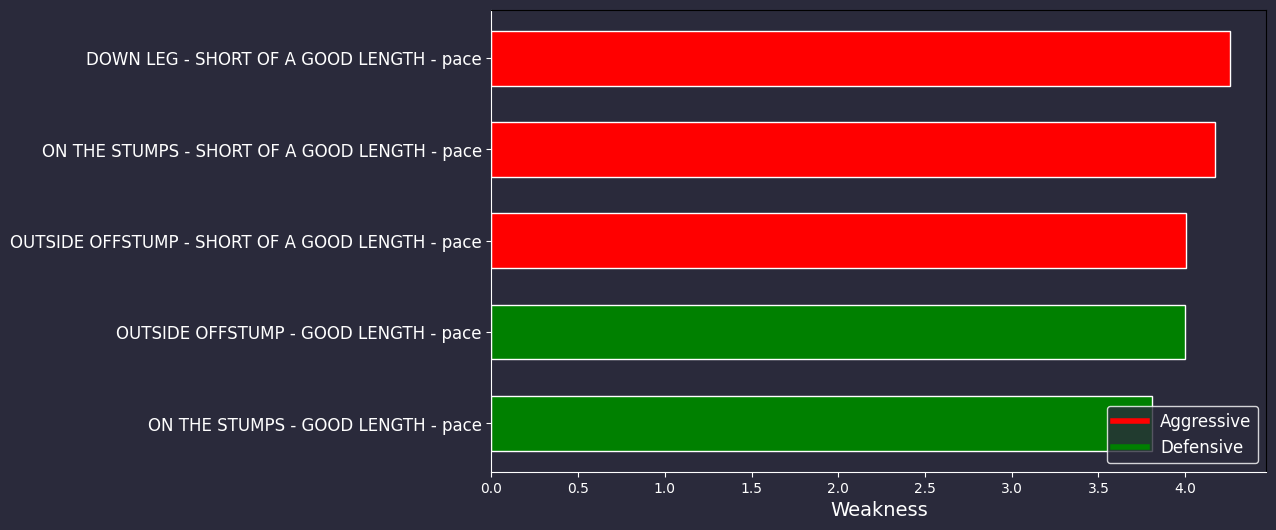 DOWN LEG - SHORT OF A GOOD LENGTH - pace
ON THE STUMPS - SHORT OF A GOOD LENGTH - pace
OUTSIDE OFFSTUMP - SHORT OF A GOOD LENGTH - pace
OUTSIDE OFFSTUMP - GOOD LENGTH - pace
ON THE STUMPS - GOOD LENGTH - pace
Aggressive
Defensive
0.0 0.5 1.0 1.5 2.0 2.5 3.0 3.5 4.0
Weakness